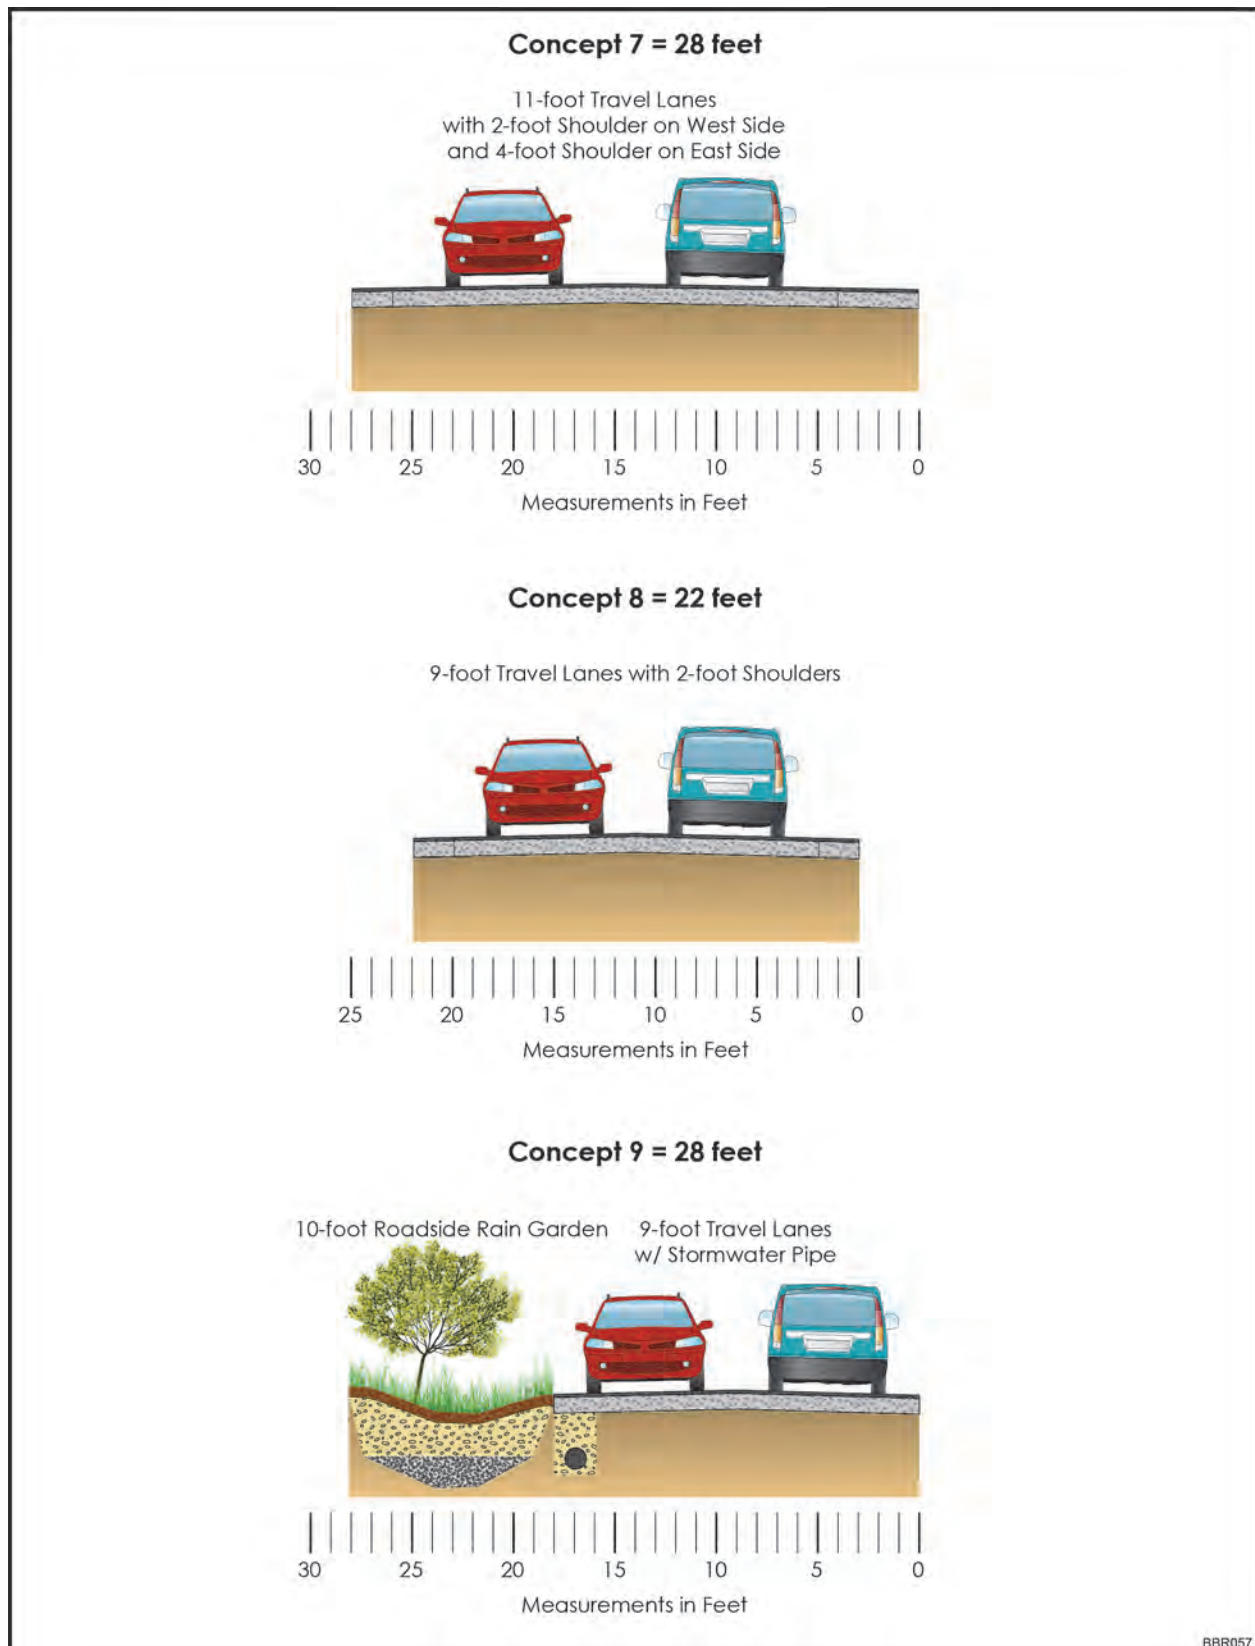 Concept 7 = 28 feet
11-foot Travel Lanes
with 2-foot Shoulder on West Side
and 4-foot Shoulder on East Side
30 25 20 15 10 5 0
Measurements in Feet
Concept 8 = 22 feet
9-foot Travel Lanes with 2-foot Shoulders
25 20 15 10 5 0
Measurements in Feet
Concept 9 = 28 feet
10-foot Roadside Rain Garden
9-foot Travel Lanes
w/ Stormwater Pipe
30 25 20 15 10 5 0
Measurements in Feet
BBR057